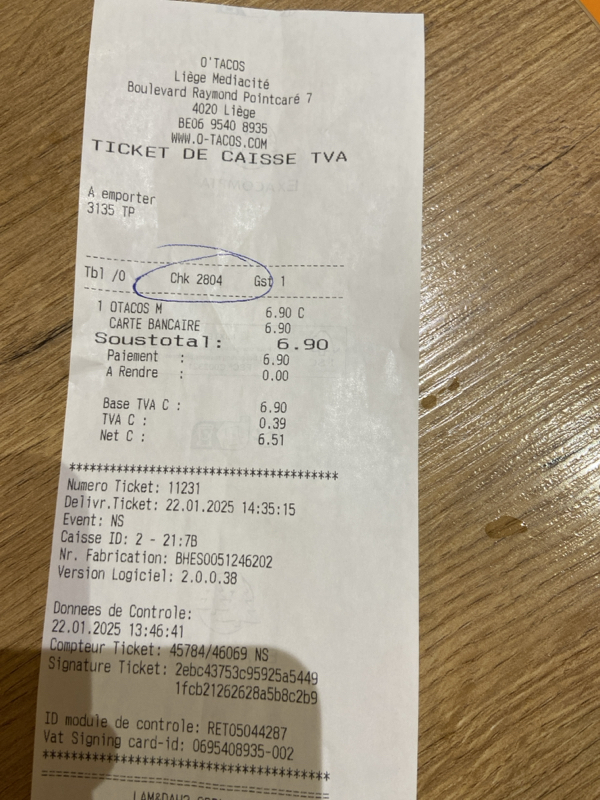 O'TACOS
Liège Mediacité
Boulevard Raymond Pointcaré 7
4020 Liège
BE06 9540 8935
WWW.O-TACOS.COM
TICKET DE CAISSE TVA
A emporter
3135 TP
Tbl /0 Chk 2804 Gst 1
1 OTACOS M 6.90 C
CARTE BANCAIRE 6.90
Soustotal: 6.90
Paiement : 6.90
A Rendre : 0.00
Base TVA C : 6.90
TVA C : 0.39
Net C : 6.51
****************************************
Numero Ticket: 11231
Delivr.Ticket: 22.01.2025 14:35:15
Event: NS
Caisse ID: 2 - 21:7B
Nr. Fabrication: BHES0051246202
Version Logiciel: 2.0.0.38
Donnees de Controle:
22.01.2025 13:46:41
Compteur Ticket: 45784/46069 NS
Signature Ticket: 2ebc43753c95925a5449
1fcb21262628a5b8c2b9
ID module de controle: RET05044287
Vat Signing card-id: 0695408935-002
****************************************